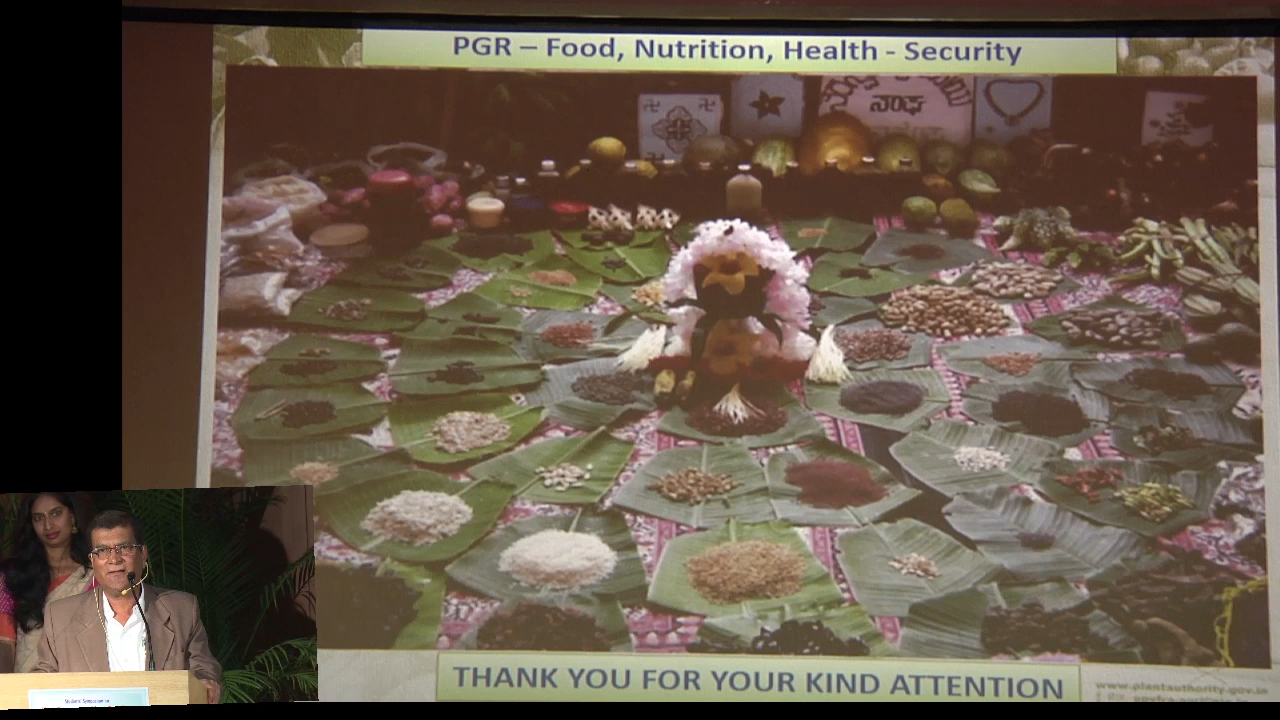 PGR – Food, Nutrition, Health - Security
ನಾಥ
THANK YOU FOR YOUR KIND ATTENTION
www.plantauthority.gov.in